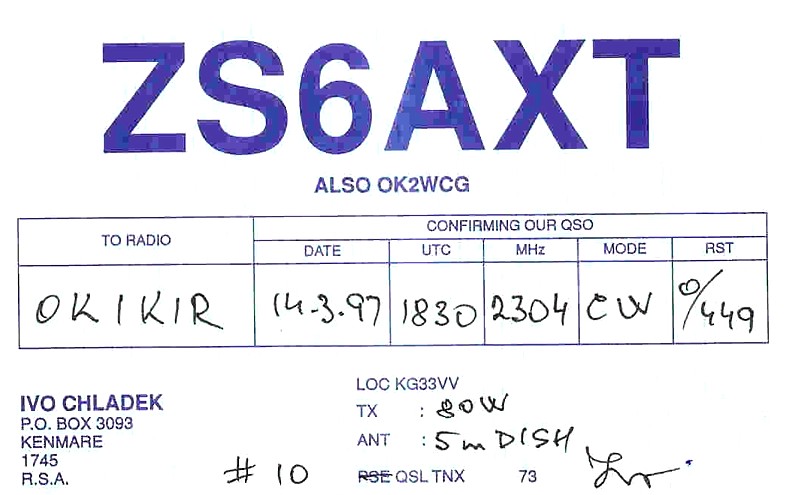 ZS6AXT
ALSO OK2WCG
TO RADIO
CONFIRMING OUR QSO
DATE UTC MHz MODE RST
OK1KIR 14.3.97 1830 2304 CW O/449
IVO CHLADEK
P.O. BOX 3093
KENMARE
1745
R.S.A.
# 10
LOC KG33VV
TX : 80W
ANT : 5m DISH
PSE QSL TNX 73